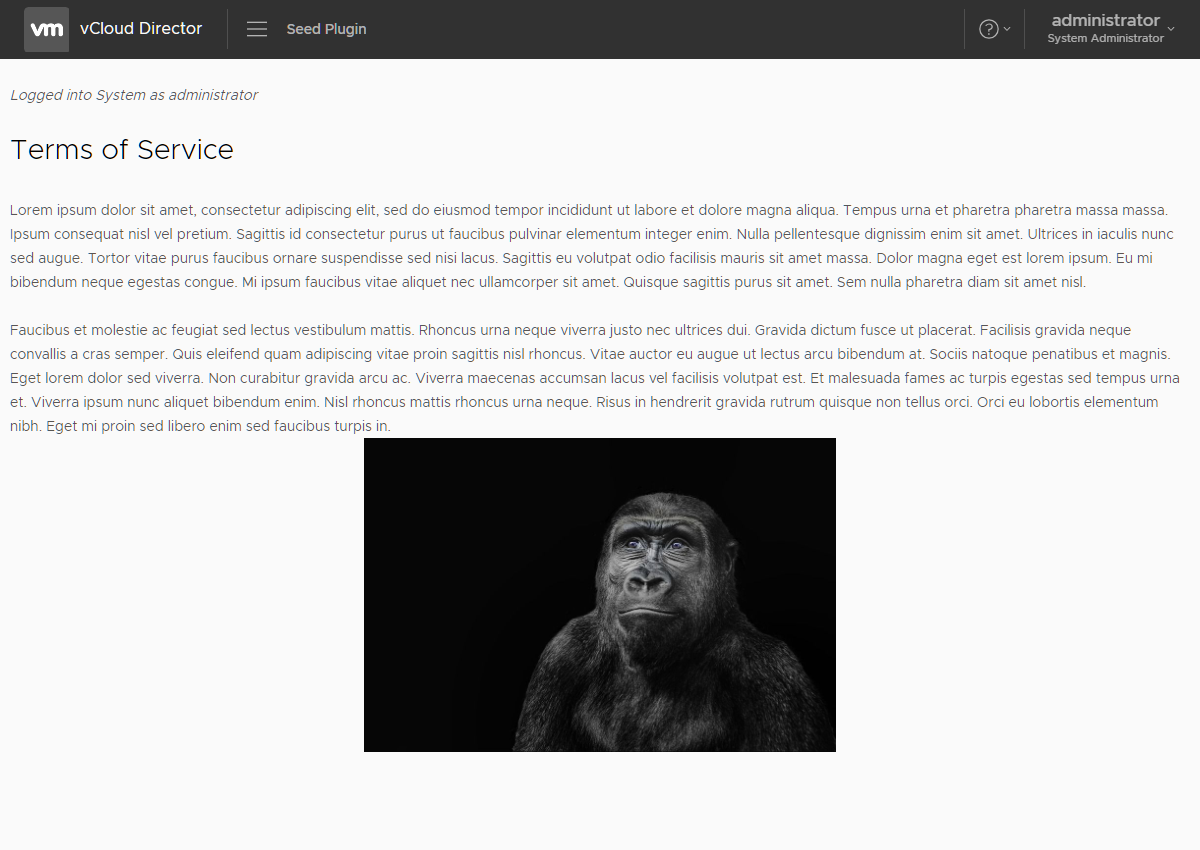 vm vCloud Director Seed Plugin ? administrator
System Administrator
Logged into System as administrator
Terms of Service
Lorem ipsum dolor sit amet, consectetur adipiscing elit, sed do eiusmod tempor incididunt ut labore et dolore magna aliqua. Tempus urna et pharetra pharetra massa massa.
Ipsum consequat nisl vel pretium. Sagittis id consectetur purus ut faucibus pulvinar elementum integer enim. Nulla pellentesque dignissim enim sit amet. Ultrices in iaculis nunc
sed augue. Tortor vitae purus faucibus ornare suspendisse sed nisi lacus. Sagittis eu volutpat odio facilisis mauris sit amet massa. Dolor magna eget est lorem ipsum. Eu mi
bibendum neque egestas congue. Mi ipsum faucibus vitae aliquet nec ullamcorper sit amet. Quisque sagittis purus sit amet. Sem nulla pharetra diam sit amet nisl.
Faucibus et molestie ac feugiat sed lectus vestibulum mattis. Rhoncus urna neque viverra justo nec ultrices dui. Gravida dictum fusce ut placerat. Facilisis gravida neque
convallis a cras semper. Quis eleifend quam adipiscing vitae proin sagittis nisl rhoncus. Vitae auctor eu augue ut lectus arcu bibendum at. Sociis natoque penatibus et magnis.
Eget lorem dolor sed viverra. Non curabitur gravida arcu ac. Viverra maecenas accumsan lacus vel facilisis volutpat est. Et malesuada fames ac turpis egestas sed tempus urna
et. Viverra ipsum nunc aliquet bibendum enim. Nisl rhoncus mattis rhoncus urna neque. Risus in hendrerit gravida rutrum quisque non tellus orci. Orci eu lobortis elementum
nibh. Eget mi proin sed libero enim sed faucibus turpis in.